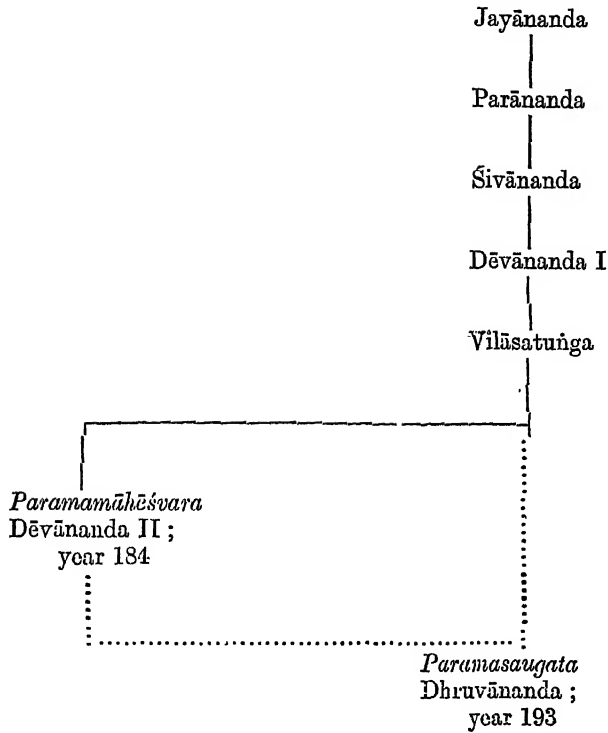 Jayānanda
Parānanda
Śivānanda
Dēvānanda I
Vilāsatuṅga
Paramamāhēśvara
Dēvānanda II ;
year 184
Paramasaugata
Dhruvānanda ;
year 193